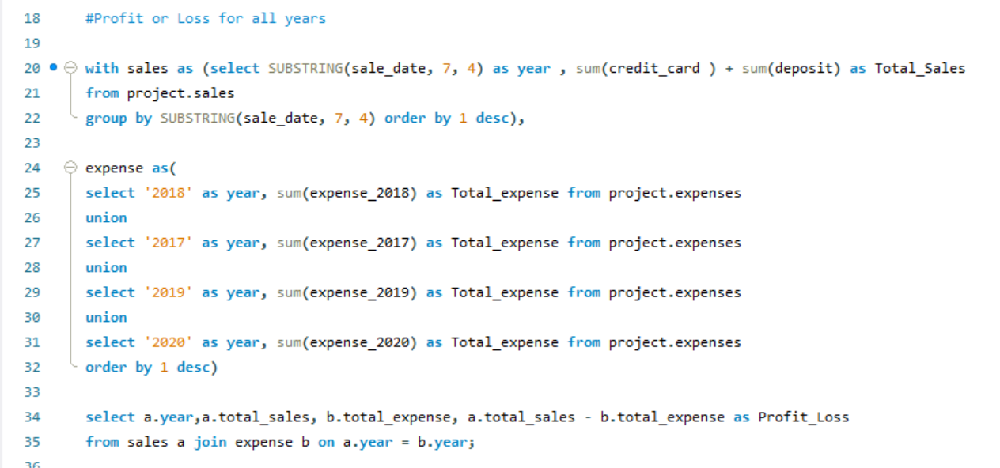 18 #Profit or Loss for all years
19
20 with sales as (select SUBSTRING(sale_date, 7, 4) as year , sum(credit_card ) + sum(deposit) as Total_Sales
21 from project.sales
22 group by SUBSTRING(sale_date, 7, 4) order by 1 desc),
23
24 expense as(
25 select '2018' as year, sum(expense_2018) as Total_expense from project.expenses
26 union
27 select '2017' as year, sum(expense_2017) as Total_expense from project.expenses
28 union
29 select '2019' as year, sum(expense_2019) as Total_expense from project.expenses
30 union
31 select '2020' as year, sum(expense_2020) as Total_expense from project.expenses
32 order by 1 desc)
33
34 select a.year,a.total_sales, b.total_expense, a.total_sales - b.total_expense as Profit_Loss
35 from sales a join expense b on a.year = b.year;
36